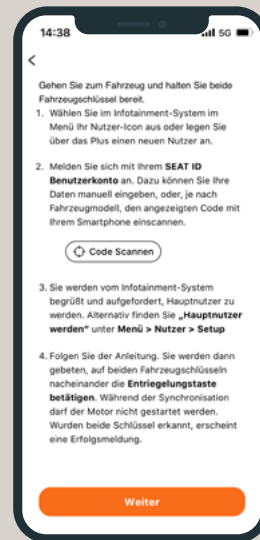 14:38
5G
Gehen Sie zum Fahrzeug und halten Sie beide
Fahrzeugschlüssel bereit.
1. Wählen Sie im Infotainment-System im
Menü Ihr Nutzer-Icon aus oder legen Sie
über das Plus einen neuen Nutzer an.
2. Melden Sie sich mit Ihrem SEAT ID
Benutzerkonto an. Dazu können Sie Ihre
Daten manuell eingeben, oder, je nach
Fahrzeugmodell, den angezeigten Code mit
Ihrem Smartphone einscannen.
Code Scannen
3. Sie werden vom Infotainment-System
begrüßt und aufgefordert, Hauptnutzer zu
werden. Alternativ finden Sie „Hauptnutzer
werden" unter Menü > Nutzer > Setup
4. Folgen Sie der Anleitung. Sie werden dann
gebeten, auf beiden Fahrzeugschlüsseln
nacheinander die Entriegelungstaste
betätigen. Während der Synchronisation
darf der Motor nicht gestartet werden.
Wurden beide Schlüssel erkannt, erscheint
eine Erfolgsmeldung.
Weiter